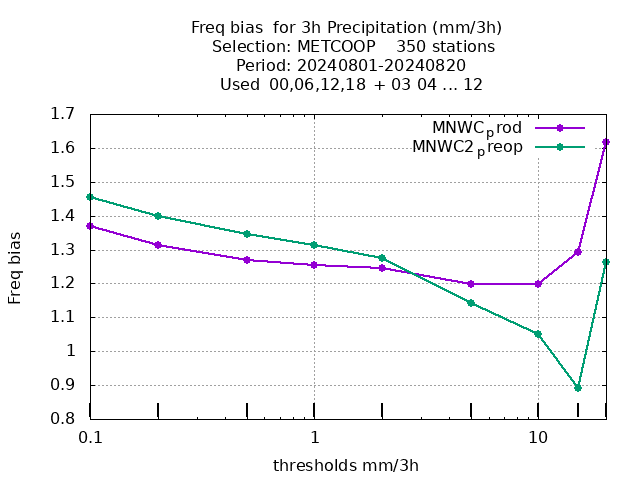 Freq bias  for 3h Precipitation (mm/3h)
Selection: METCOOP    350 stations
Period: 20240801-20240820
Used 00,06,12,18 + 03 04 ... 12
1.7
1.6
1.5
1.4
1.3
1.2
1.1
1
0.9
0.8
MNWCprod
MNWC2preop
Freq bias
0.1
1
10
thresholds mm/3h